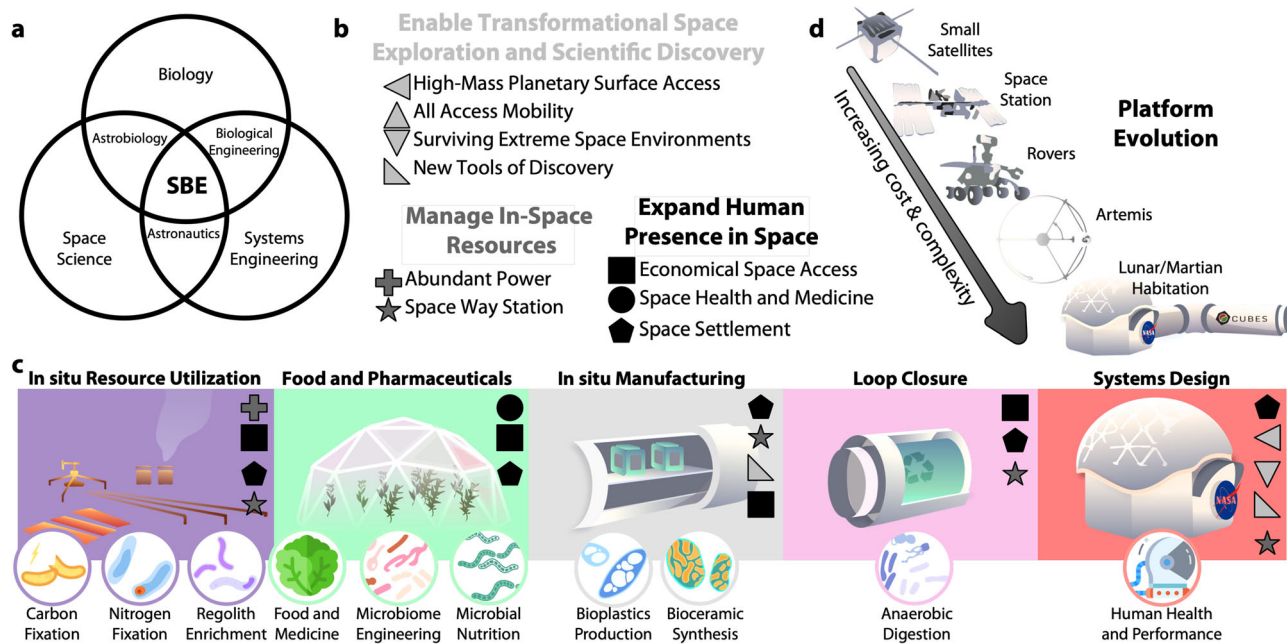 a
Biology
Astrobiology
Biological
Engineering
SBE
Space
Science
Astronautics
Systems
Engineering
b
Enable Transformational Space
Exploration and Scientific Discovery
High-Mass Planetary Surface Access
All Access Mobility
Surviving Extreme Space Environments
New Tools of Discovery
Manage In-Space
Resources
Abundant Power
Space Way Station
Expand Human
Presence in Space
Economical Space Access
Space Health and Medicine
Space Settlement
d
Small
Satellites
Space
Station
Rovers
Artemis
Lunar/Martian
Habitation
Increasing cost & complexity
Platform
Evolution
NASA
CUBES
c
In situ Resource Utilization
Food and Pharmaceuticals
In situ Manufacturing
Loop Closure
Systems Design
NASA
Carbon
Fixation
Nitrogen
Fixation
Regolith
Enrichment
Food and
Medicine
Microbiome
Engineering
Microbial
Nutrition
Bioplastics
Production
Bioceramic
Synthesis
Anaerobic
Digestion
Human Health
and Performance